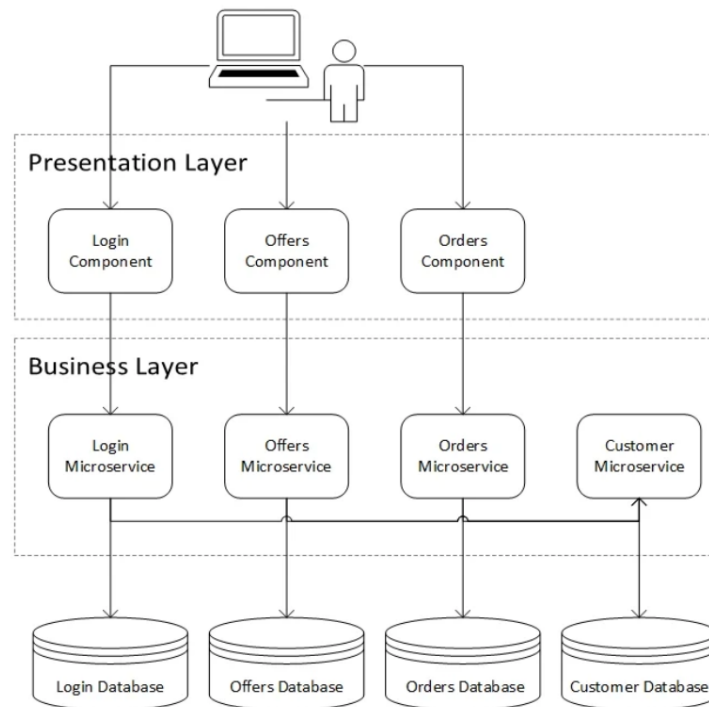 Presentation Layer
Login
Component
Offers
Component
Orders
Component
Business Layer
Login
Microservice
Offers
Microservice
Orders
Microservice
Customer
Microservice
Login Database
Offers Database
Orders Database
Customer Database